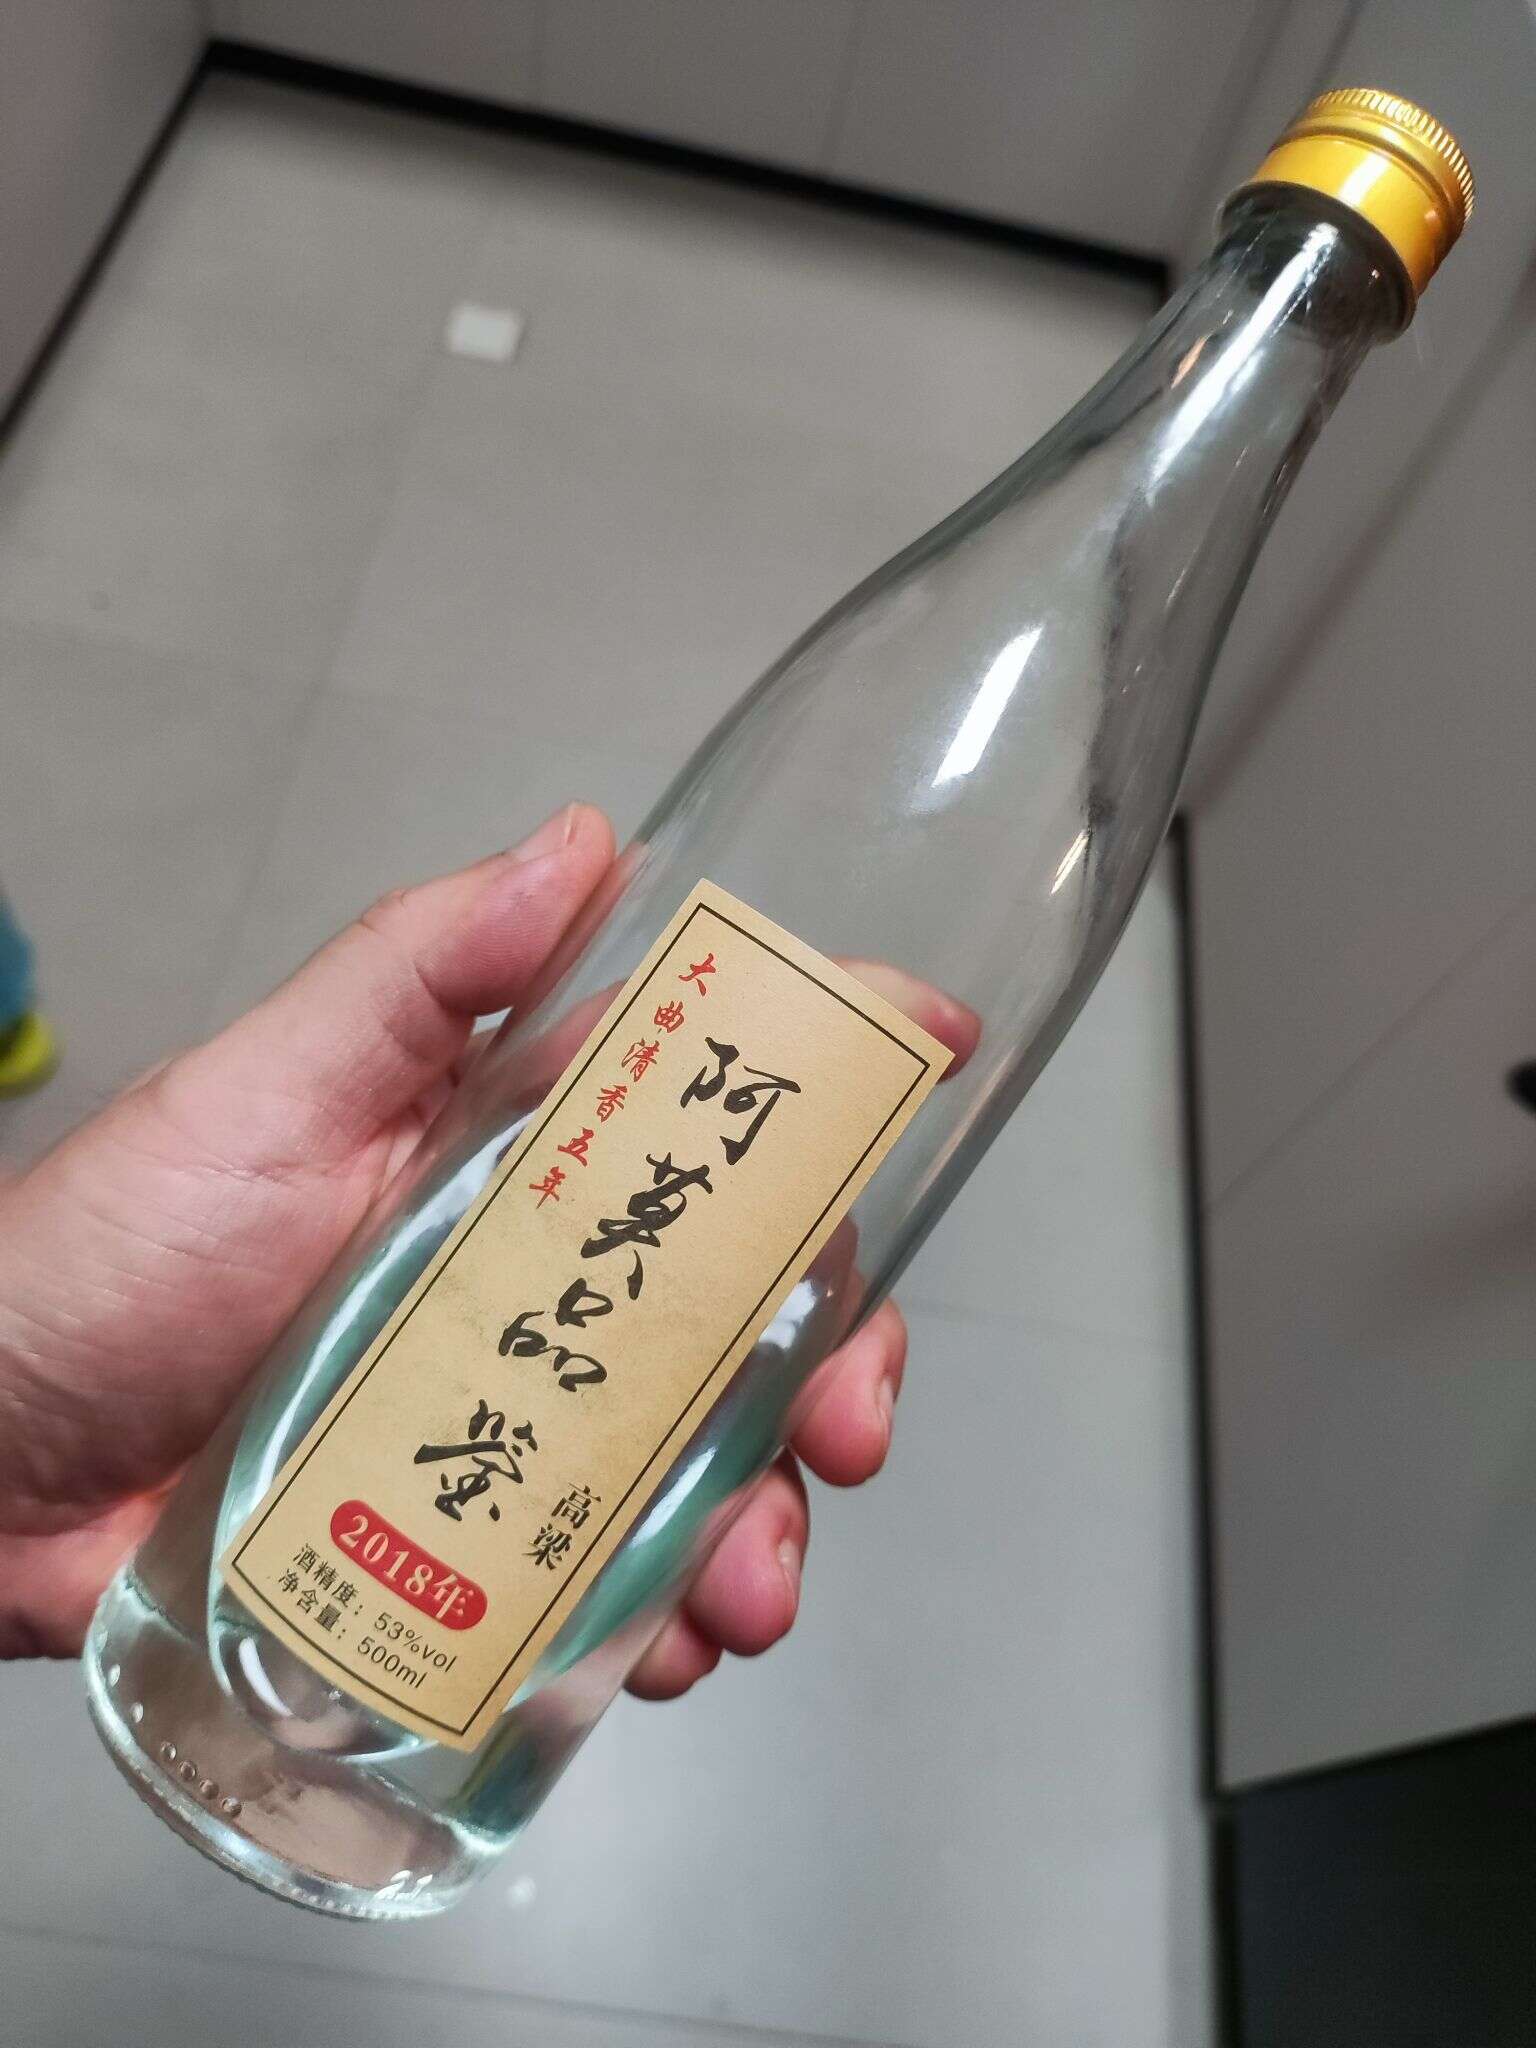 大曲清香五年
阿莫品鉴
高粱
2018年
酒精度：53%vol
净含量：500ml